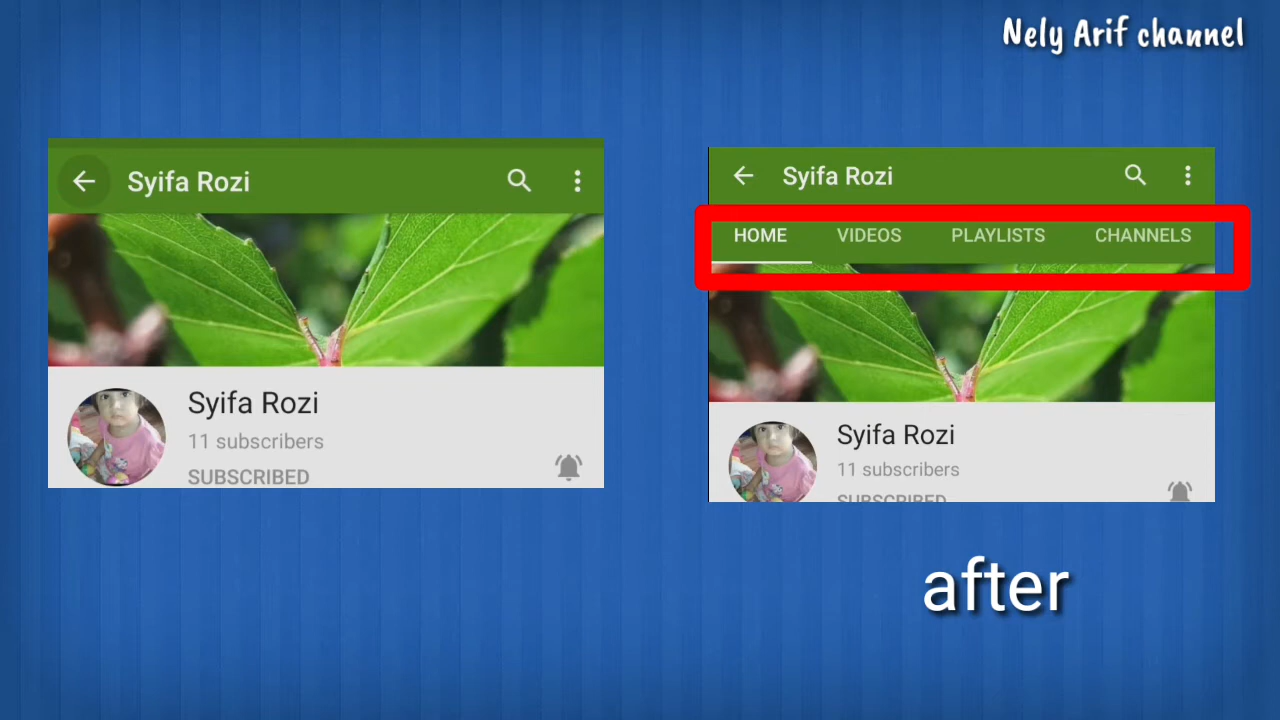 Nely Arif channel
Syifa Rozi
Syifa Rozi
11 subscribers
SUBSCRIBED
Syifa Rozi
HOME VIDEOS PLAYLISTS CHANNELS
Syifa Rozi
11 subscribers
SUBSCRIBED
after